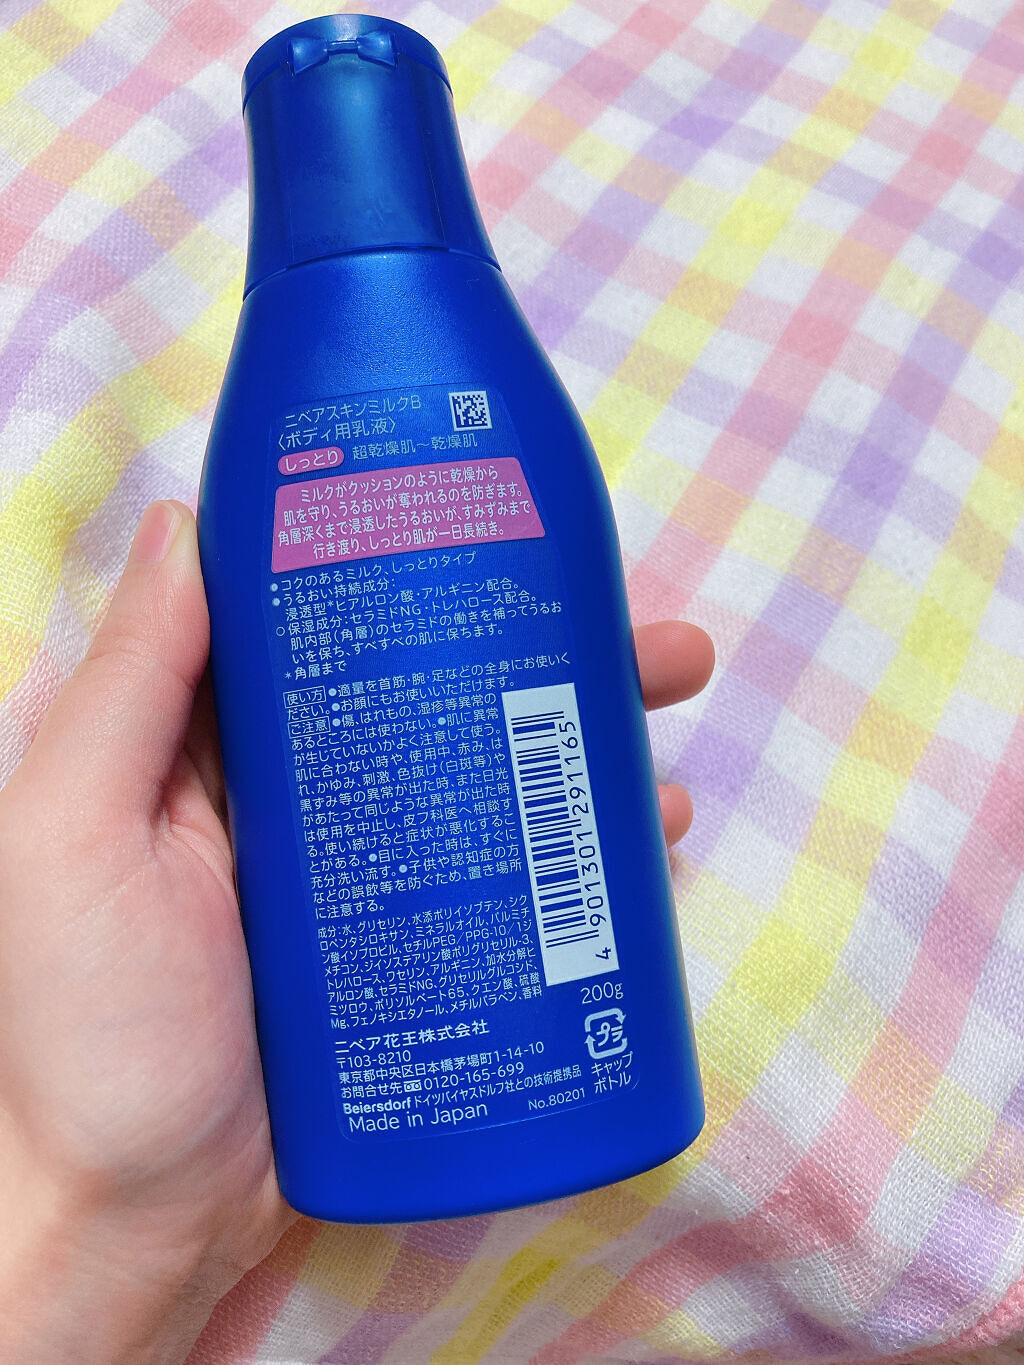 ニベアスキンミルクB
〈ボディ用乳液〉
しっとり 超乾燥肌～乾燥肌
ミルクがクッションのように乾燥から
肌を守り、うるおいが奪われるのを防ぎます。
角層深くまで浸透したうるおいが、すみずみまで
行き渡り、しっとり肌が一日長続き。
●コクのあるミルク、しっとりタイプ
●うるおい持続成分：
浸透型*ヒアルロン酸・アルギニン配合。
○保湿成分：セラミドNG・トレハロース配合。
肌内部(角層)のセラミドの働きを補ってうるお
いを保ち、すべすべの肌に保ちます。
*角層まで
使い方 ●適量を首筋・腕・足などの全身にお使いく
ださい。●お顔にもお使いいただけます。
ご注意 ●傷、はれもの、湿疹等異常の
あるところには使わない。●肌に異常
が生じていないかよく注意して使う。
肌に合わない時や、使用中、赤み、は
れ、かゆみ、刺激、色抜け(白斑等)や
黒ずみ等の異常が出た時、また日光
があたって同じような異常が出た時
は使用を中止し、皮フ科医へ相談す
る。使い続けると症状が悪化するこ
とがある。●目に入った時は、すぐに
充分洗い流す。●子供や認知症の方
などの誤飲等を防ぐため、置き場所
に注意する。
成分：水、グリセリン、水添ポリイソブテン、シク
ロペンタシロキサン、ミネラルオイル、パルミチ
ン酸イソプロピル、セチルPEG/PPG-10/1ジ
メチコン、ジイソステアリン酸ポリグリセリル-3、
トレハロース、ワセリン、アルギニン、加水分解ヒ
アルロン酸、セラミドNG、グリセリルグルコシド、
ミツロウ、ポリソルベート65、クエン酸、硫酸
Mg、フェノキシエタノール、メチルパラベン、香料
4 901301 291165
200g
プラ
キャップ
ボトル
ニベア花王株式会社
〒103-8210
東京都中央区日本橋茅場町1-14-10
お問合せ先 0120-165-699
Beiersdorf ドイツバイヤスドルフ社との技術提携品
Made in Japan No.80201